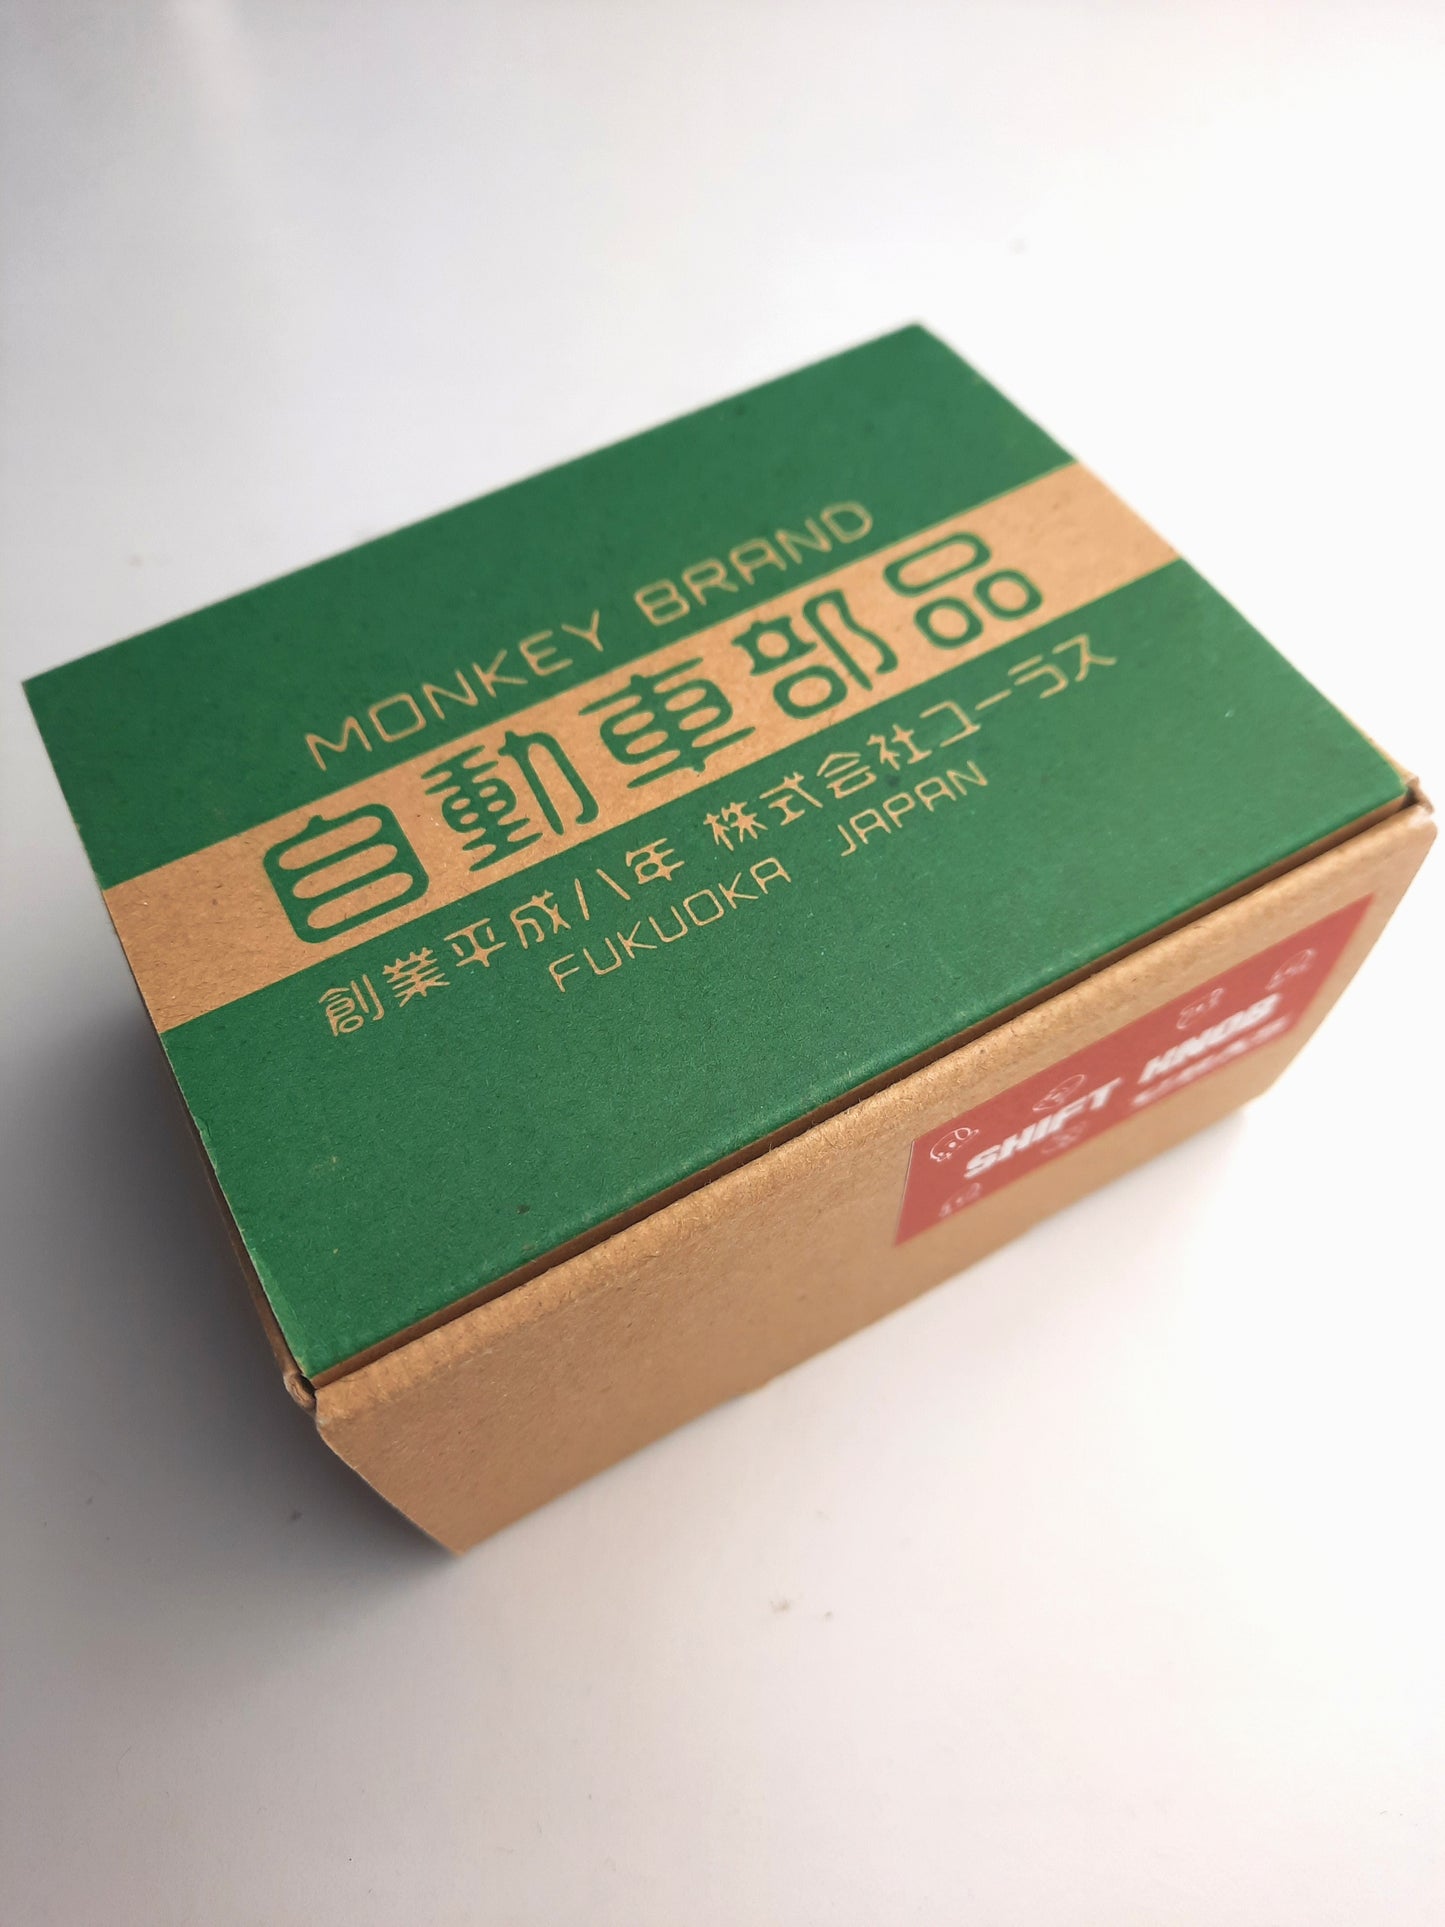 MONKEY BRAND
自動車部品
創業平成八年 株式会社ユーラス
FUKUOKA JAPAN
SHIFT KNOB